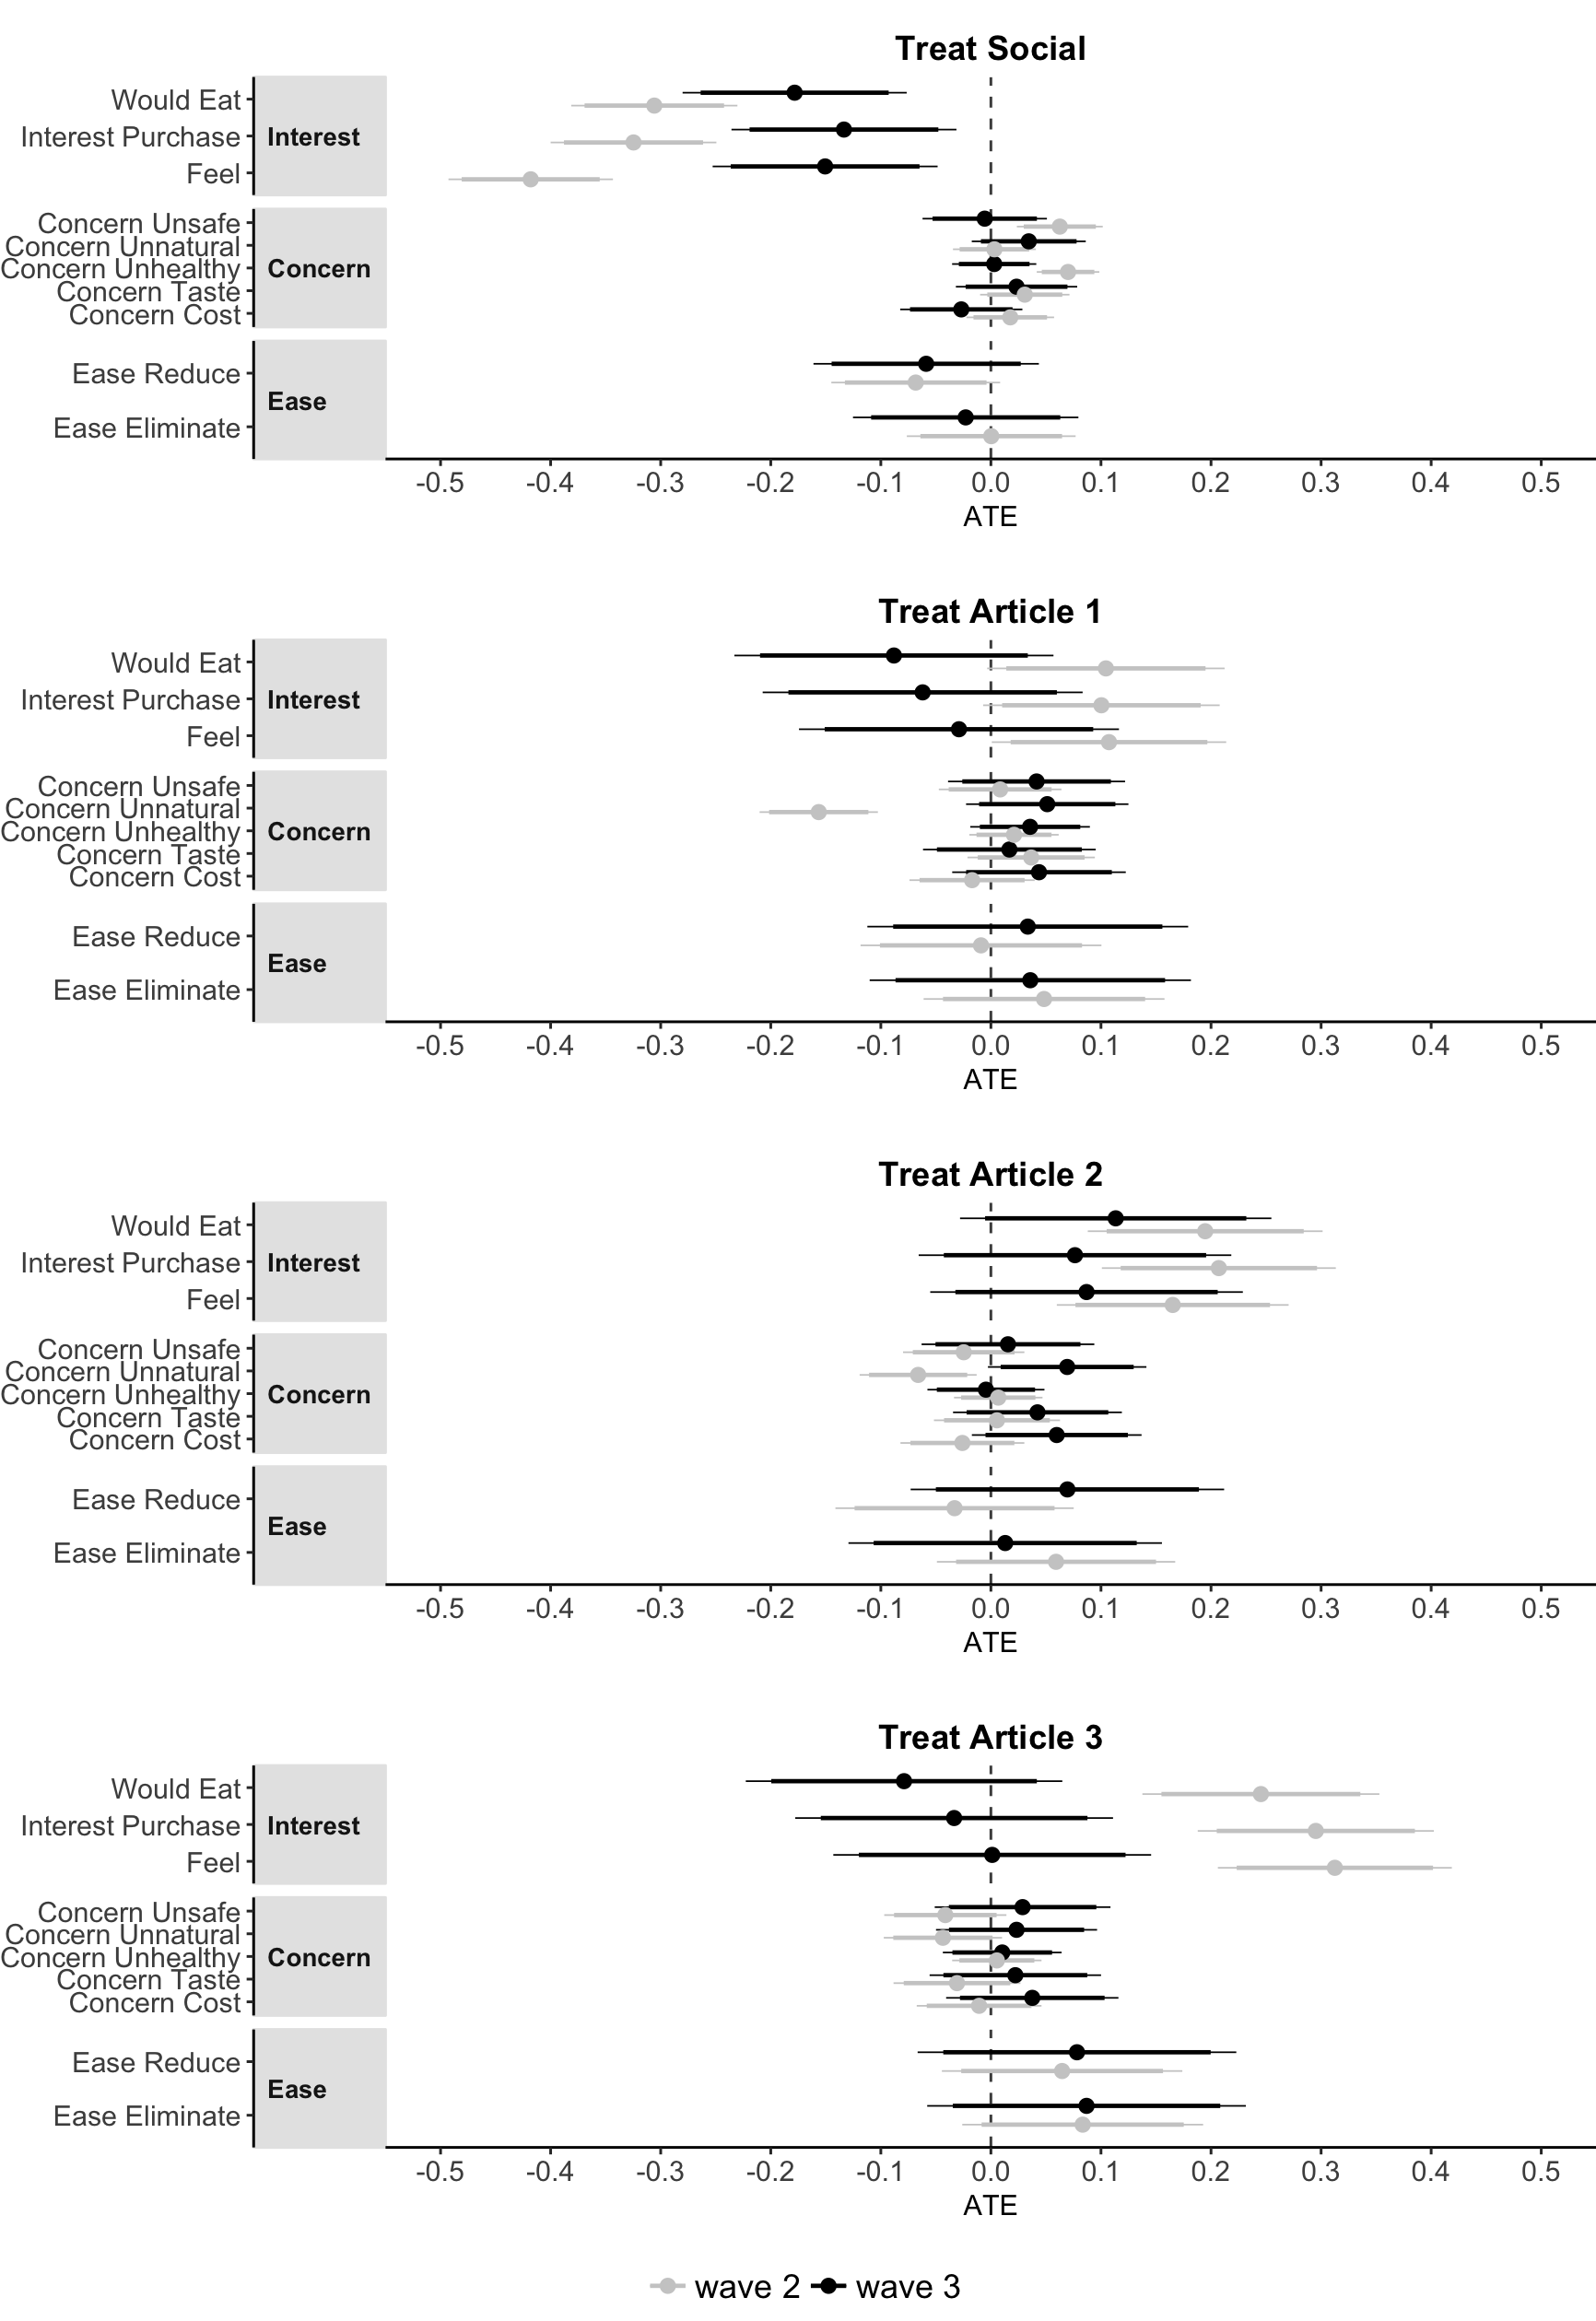 Treat Social
Would Eat
Interest Purchase
Feel
Interest
Concern Unsafe
Concern Unnatural
Concern Unhealthy
Concern Taste
Concern Cost
Concern
Ease Reduce
Ease Eliminate
Ease
-0.5 -0.4 -0.3 -0.2 -0.1 0.0 0.1 0.2 0.3 0.4 0.5
ATE
Treat Article 1
Would Eat
Interest Purchase
Feel
Interest
Concern Unsafe
Concern Unnatural
Concern Unhealthy
Concern Taste
Concern Cost
Concern
Ease Reduce
Ease Eliminate
Ease
-0.5 -0.4 -0.3 -0.2 -0.1 0.0 0.1 0.2 0.3 0.4 0.5
ATE
Treat Article 2
Would Eat
Interest Purchase
Feel
Interest
Concern Unsafe
Concern Unnatural
Concern Unhealthy
Concern Taste
Concern Cost
Concern
Ease Reduce
Ease Eliminate
Ease
-0.5 -0.4 -0.3 -0.2 -0.1 0.0 0.1 0.2 0.3 0.4 0.5
ATE
Treat Article 3
Would Eat
Interest Purchase
Feel
Interest
Concern Unsafe
Concern Unnatural
Concern Unhealthy
Concern Taste
Concern Cost
Concern
Ease Reduce
Ease Eliminate
Ease
-0.5 -0.4 -0.3 -0.2 -0.1 0.0 0.1 0.2 0.3 0.4 0.5
ATE
wave 2 wave 3